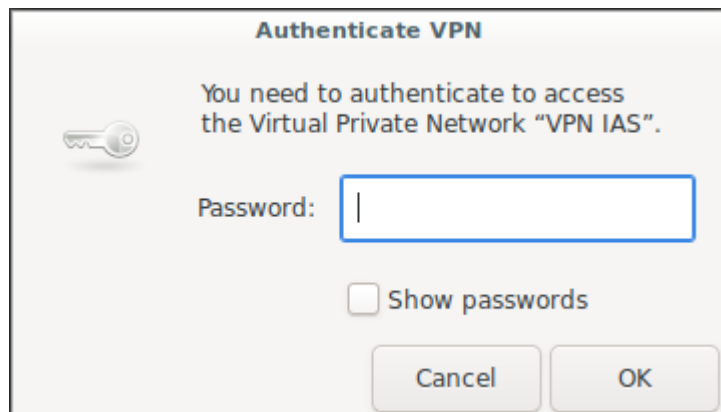 Authenticate VPN
You need to authenticate to access
the Virtual Private Network “VPN IAS”.
Password:
Show passwords
Cancel OK